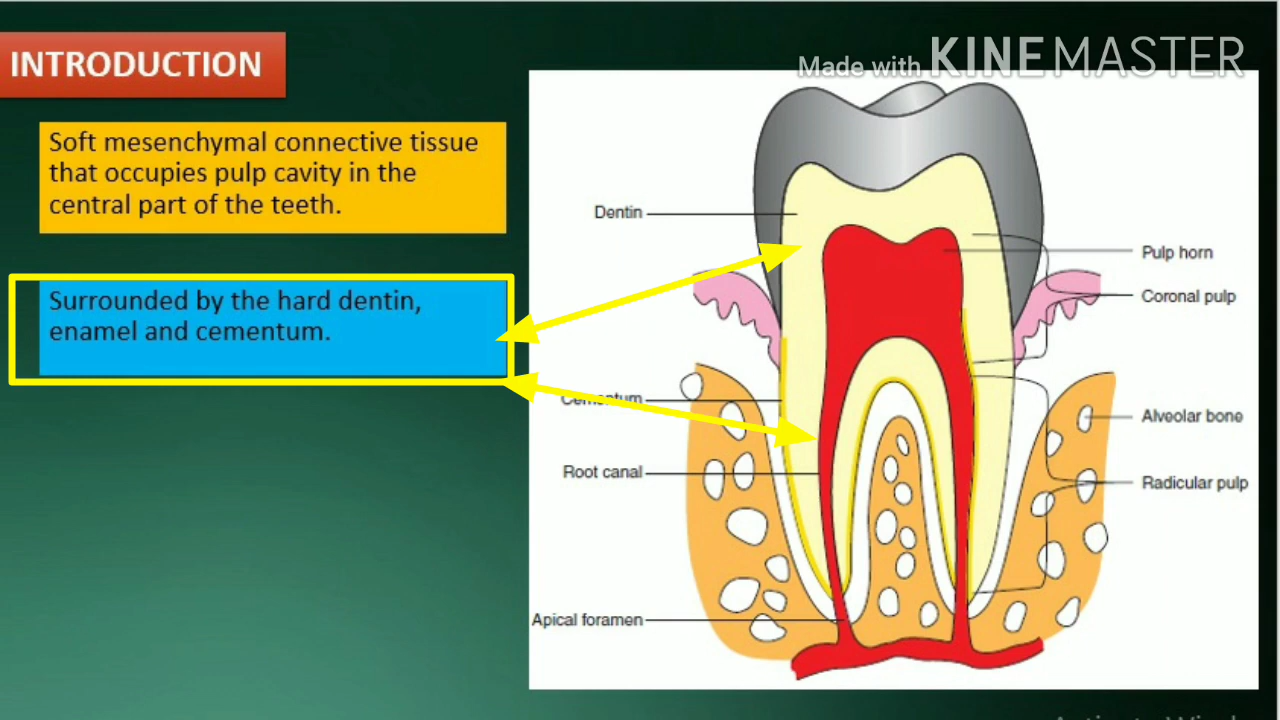 INTRODUCTION
Made with KINEMASTER
Soft mesenchymal connective tissue
that occupies pulp cavity in the
central part of the teeth.
Surrounded by the hard dentin,
enamel and cementum.
Dentin
Pulp horn
Coronal pulp
Cementum
Alveolar bone
Root canal
Radicular pulp
Apical foramen